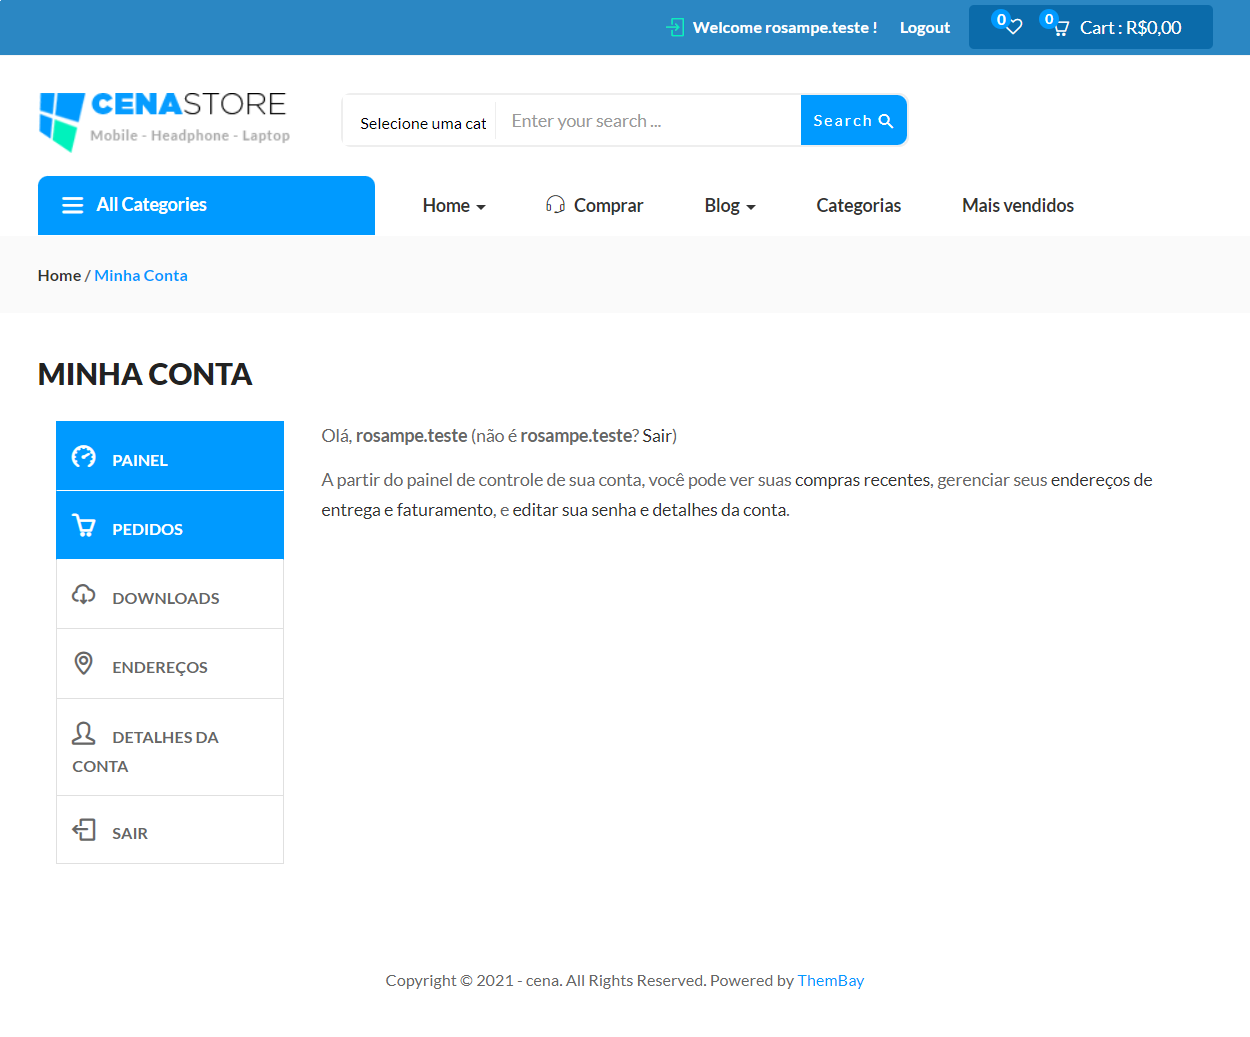 Welcome rosampe.teste ! Logout 0 0 Cart : R$0,00
CENASTORE
Mobile - Headphone - Laptop
Selecione uma cat Enter your search ... Search
All Categories Home Comprar Blog Categorias Mais vendidos
Home / Minha Conta
MINHA CONTA
PAINEL
PEDIDOS
DOWNLOADS
ENDEREÇOS
DETALHES DA
CONTA
SAIR
Olá, rosampe.teste (não é rosampe.teste? Sair)
A partir do painel de controle de sua conta, você pode ver suas compras recentes, gerenciar seus endereços de
entrega e faturamento, e editar sua senha e detalhes da conta.
Copyright © 2021 - cena. All Rights Reserved. Powered by ThemBay